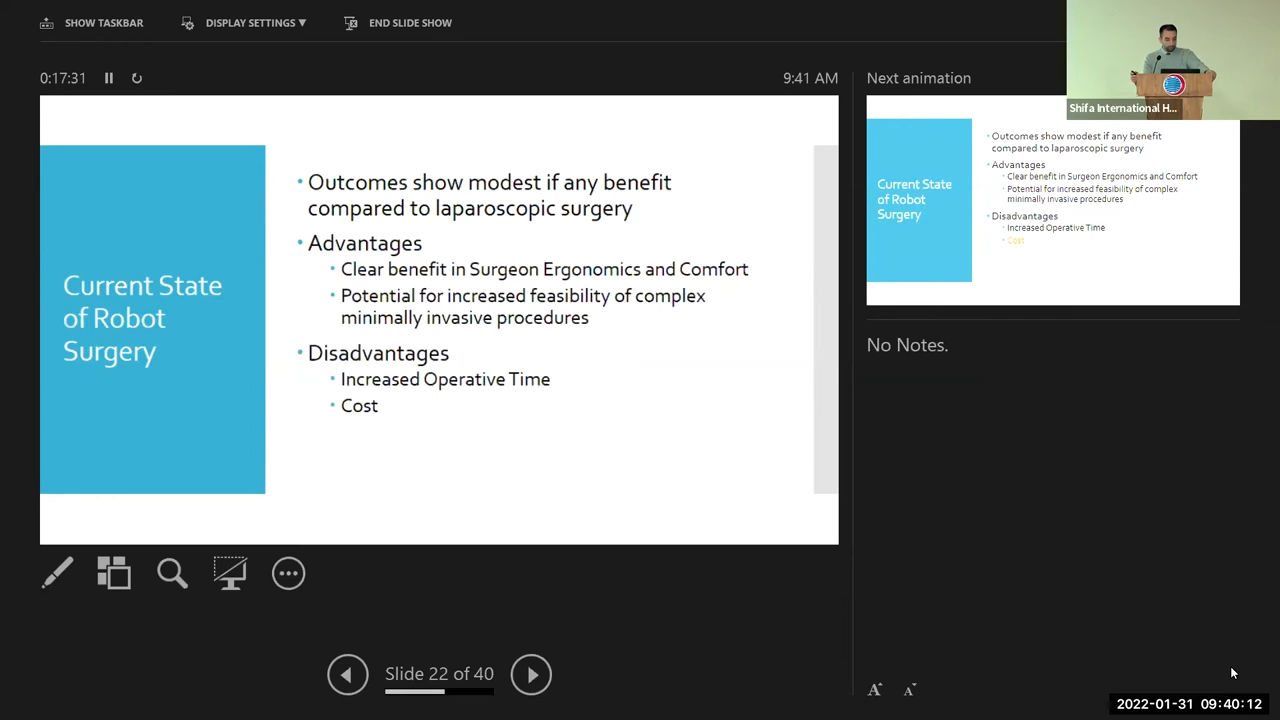 SHOW TASKBAR
DISPLAY SETTINGS ▼
END SLIDE SHOW
0:17:31
9:41 AM
Current State
of Robot
Surgery
• Outcomes show modest if any benefit
compared to laparoscopic surgery
• Advantages
• Clear benefit in Surgeon Ergonomics and Comfort
• Potential for increased feasibility of complex
minimally invasive procedures
• Disadvantages
• Increased Operative Time
• Cost
Slide 22 of 40
Next animation
Shifa International H...
Current State
of Robot
Surgery
• Outcomes show modest if any benefit
compared to laparoscopic surgery
• Advantages
• Clear benefit in Surgeon Ergonomics and Comfort
• Potential for increased feasibility of complex
minimally invasive procedures
• Disadvantages
• Increased Operative Time
• Cost
No Notes.
A A
2022-01-31 09:40:12